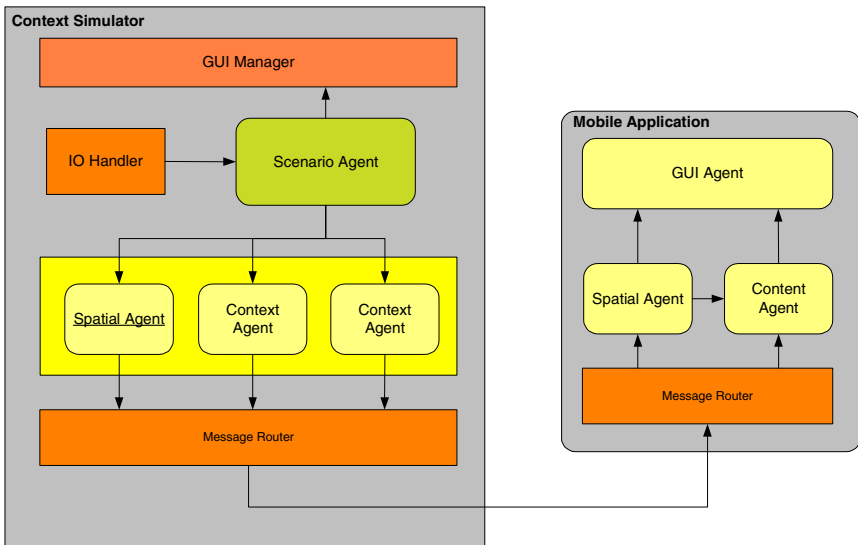 Context Simulator
GUI Manager
IO Handler
Scenario Agent
Spatial Agent
Context
Agent
Context
Agent
Message Router
Mobile Application
GUI Agent
Spatial Agent
Content
Agent
Message Router